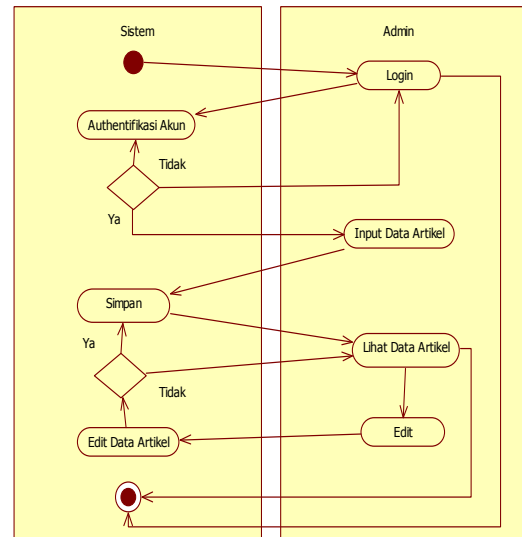 Sistem
Admin
Login
Authentifikasi Akun
Tidak
Ya
Input Data Artikel
Simpan
Ya
Lihat Data Artikel
Tidak
Edit Data Artikel
Edit